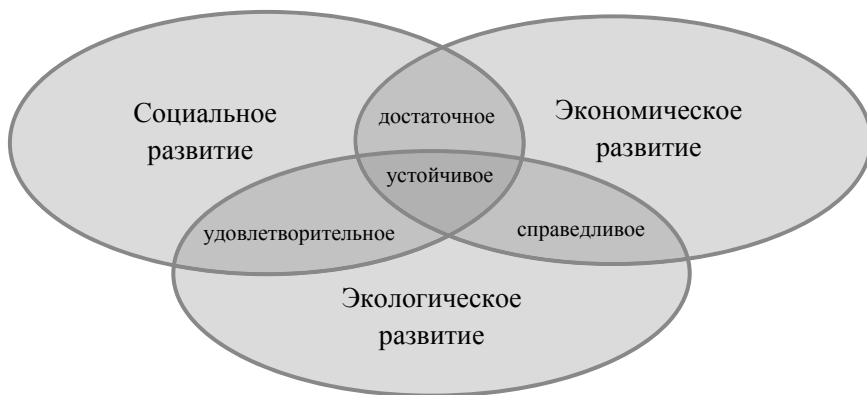 Социальное
развитие
достаточное
Экономическое
развитие
устойчивое
удовлетворительное
справедливое
Экологическое
развитие